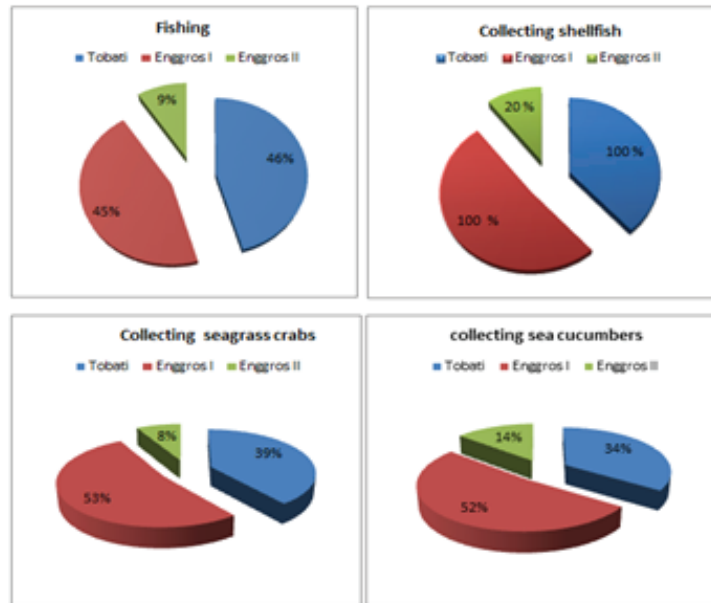 Fishing
Tobati Enggros I Enggros II
9%
46%
45%
Collecting shellfish
Tobati Enggros I Enggros II
20 %
100 %
100 %
Collecting seagrass crabs
Tobati Enggros I Enggros II
8%
39%
53%
collecting sea cucumbers
Tobati Enggros I Enggros II
14%
34%
52%